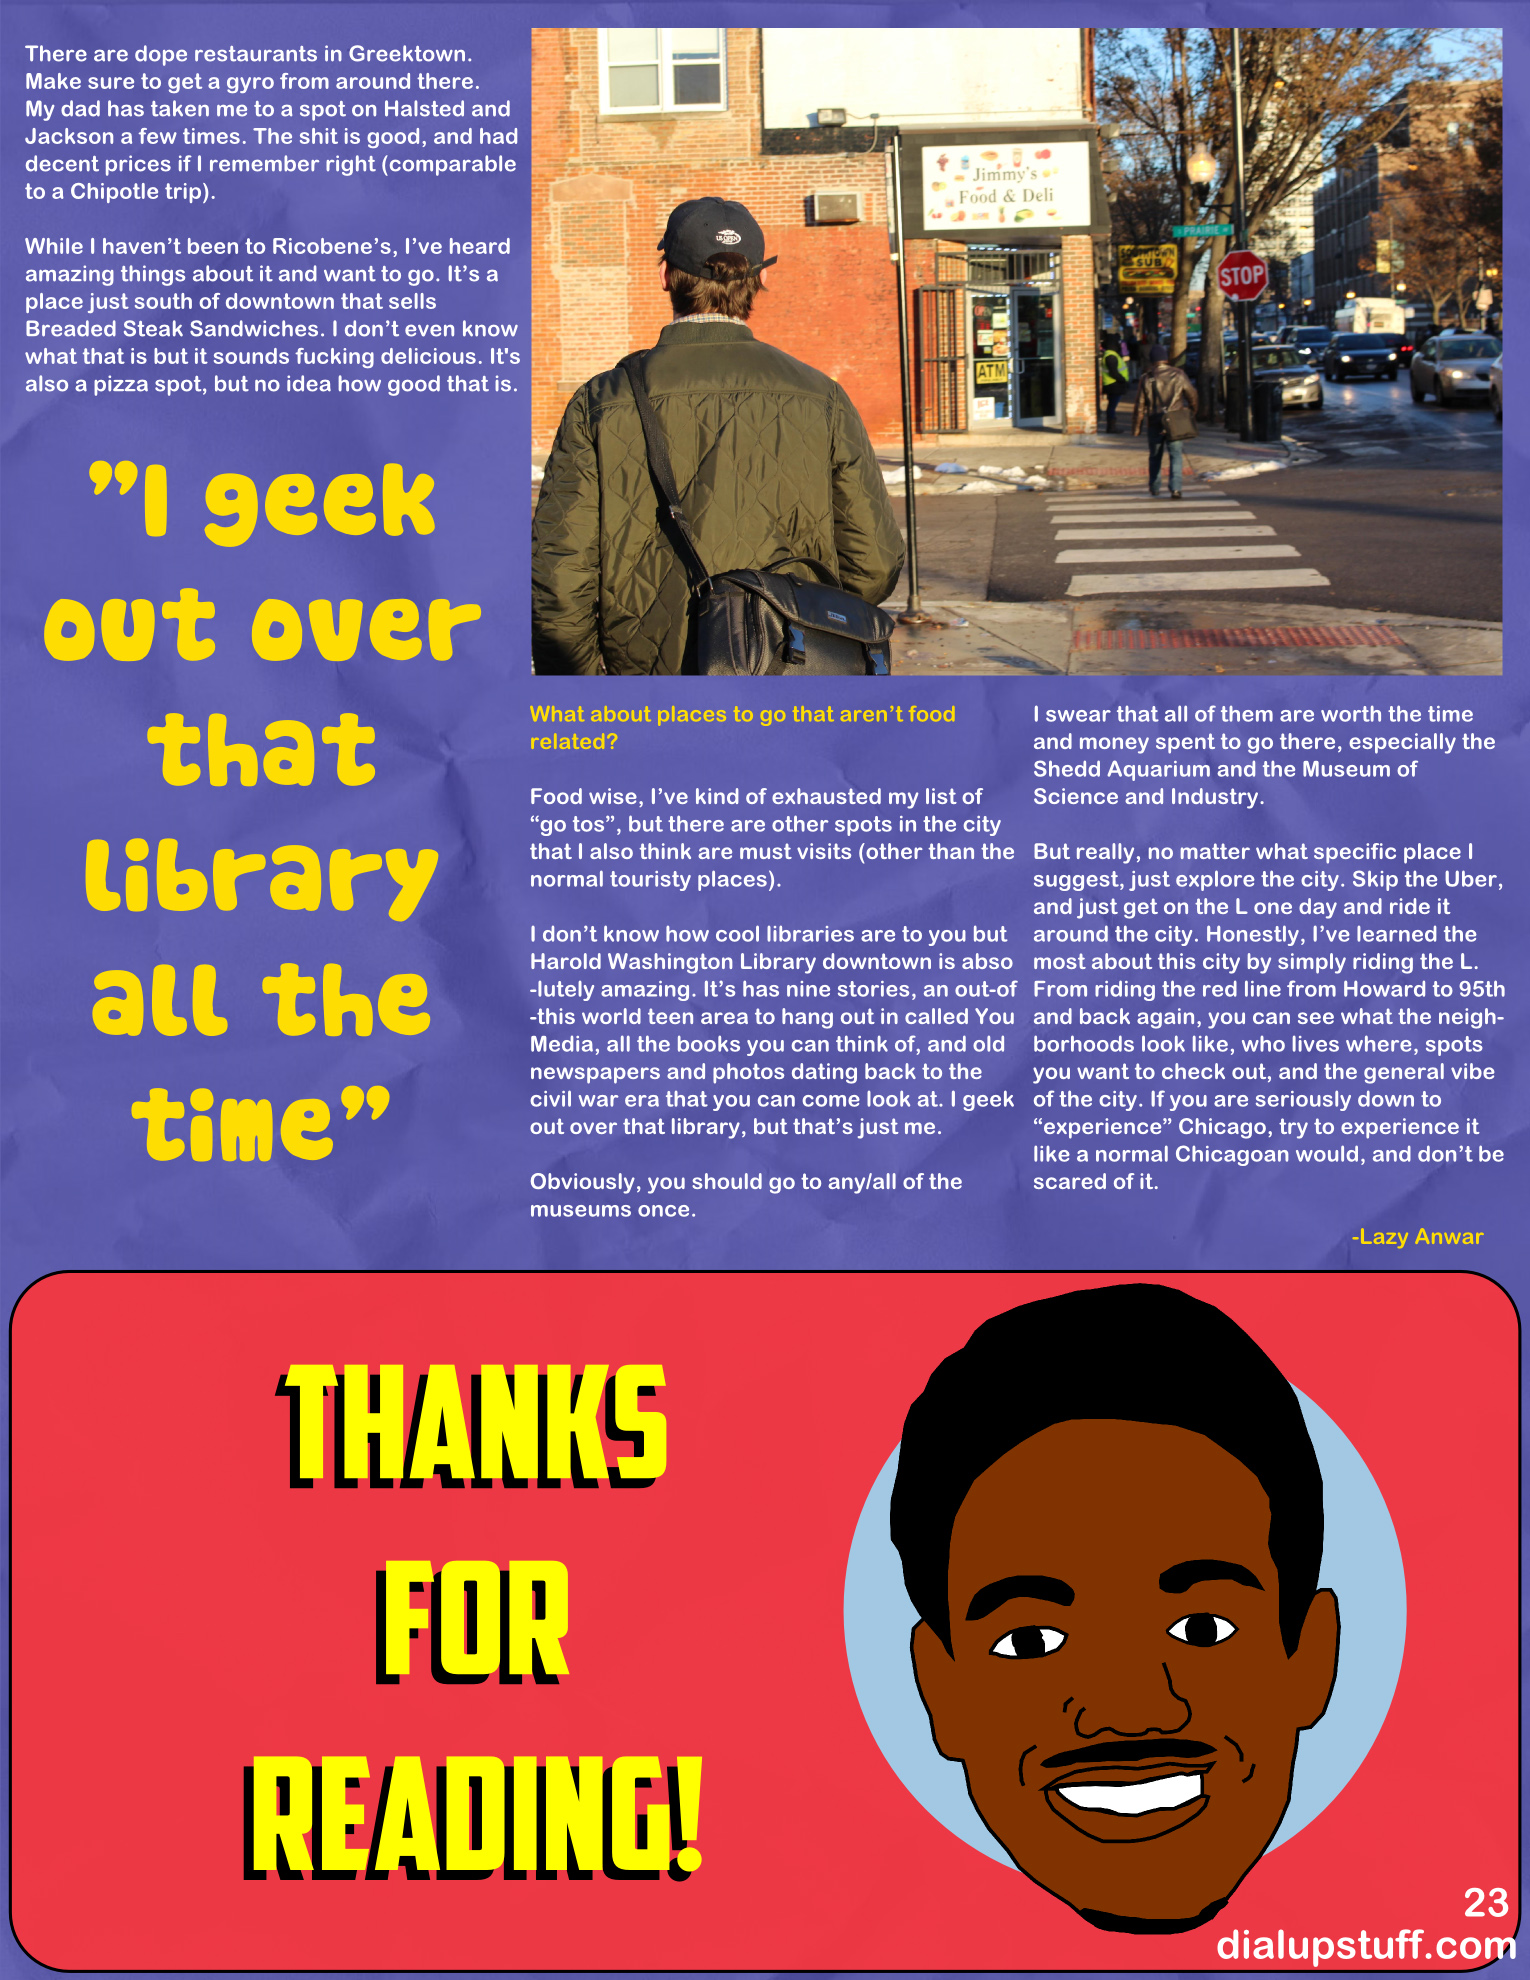 There are dope restaurants in Greektown.
Make sure to get a gyro from around there.
My dad has taken me to a spot on Halsted and
Jackson a few times. The shit is good, and had
decent prices if I remember right (comparable
to a Chipotle trip).
While I haven't been to Ricobene's, I've heard
amazing things about it and want to go. It's a
place just south of downtown that sells
Breaded Steak Sandwiches. I don't even know
what that is but it sounds fucking delicious. It's
also a pizza spot, but no idea how good that is.
”I geek
out over
that
library
all the
time”
Jimmy's
Food & Deli
PRAIRIE
STOP
ATM
What about places to go that aren't food
related?
Food wise, I've kind of exhausted my list of
“go tos”, but there are other spots in the city
that I also think are must visits (other than the
normal touristy places).
I don't know how cool libraries are to you but
Harold Washington Library downtown is abso
-lutely amazing. It's has nine stories, an out-of
-this world teen area to hang out in called You
Media, all the books you can think of, and old
newspapers and photos dating back to the
civil war era that you can come look at. I geek
out over that library, but that's just me.
Obviously, you should go to any/all of the
museums once.
I swear that all of them are worth the time
and money spent to go there, especially the
Shedd Aquarium and the Museum of
Science and Industry.
But really, no matter what specific place I
suggest, just explore the city. Skip the Uber,
and just get on the L one day and ride it
around the city. Honestly, I've learned the
most about this city by simply riding the L.
From riding the red line from Howard to 95th
and back again, you can see what the neigh-
borhoods look like, who lives where, spots
you want to check out, and the general vibe
of the city. If you are seriously down to
“experience” Chicago, try to experience it
like a normal Chicagoan would, and don't be
scared of it.
-Lazy Anwar
THANKS
FOR
READING!
23
dialupstuff.com